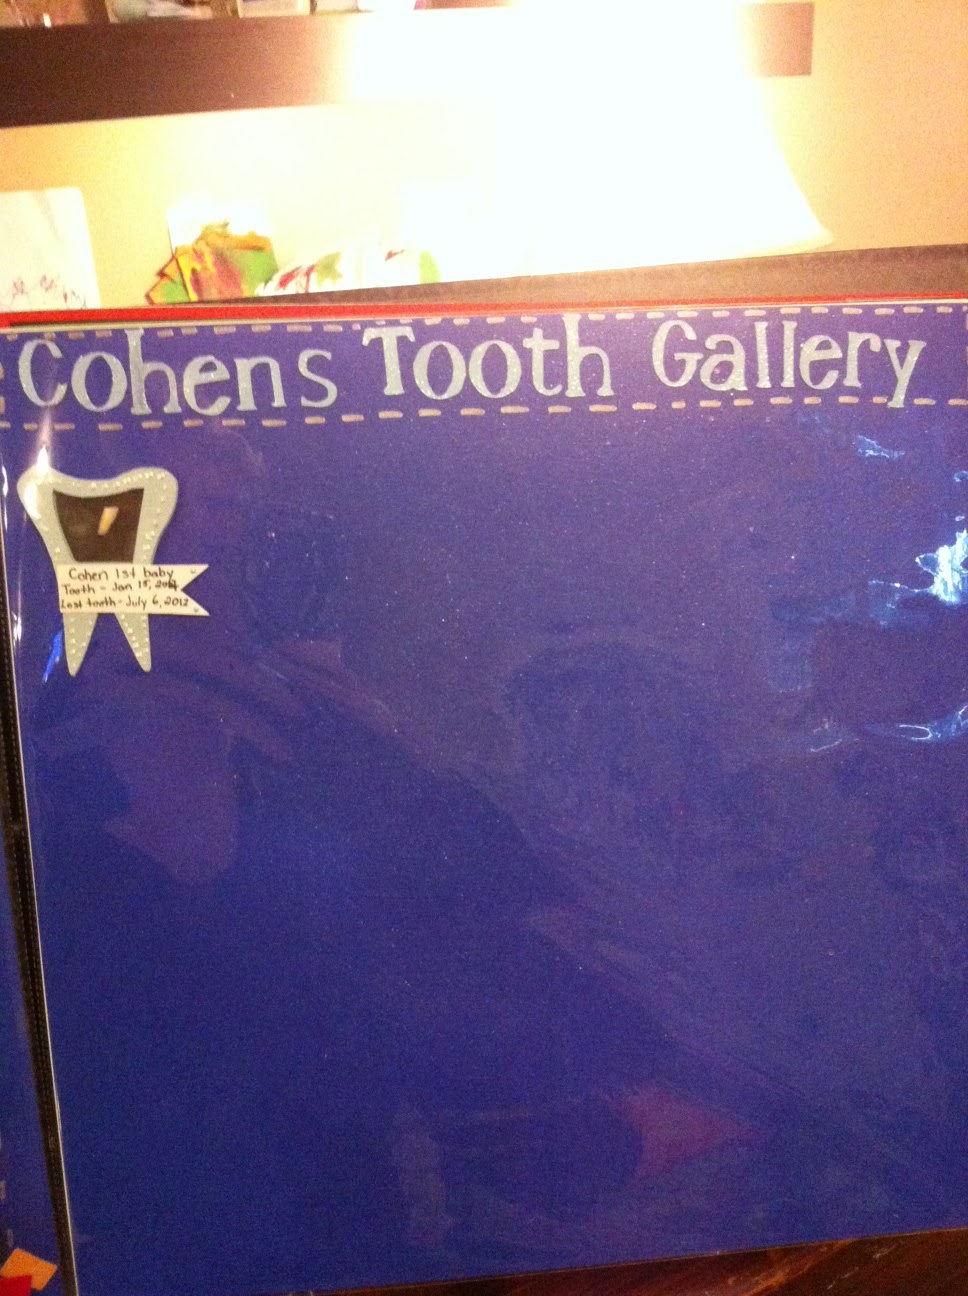 Cohens Tooth Gallery
Cohen 1st baby
Tooth - Jan 15,
Lost tooth - July 6, 2012